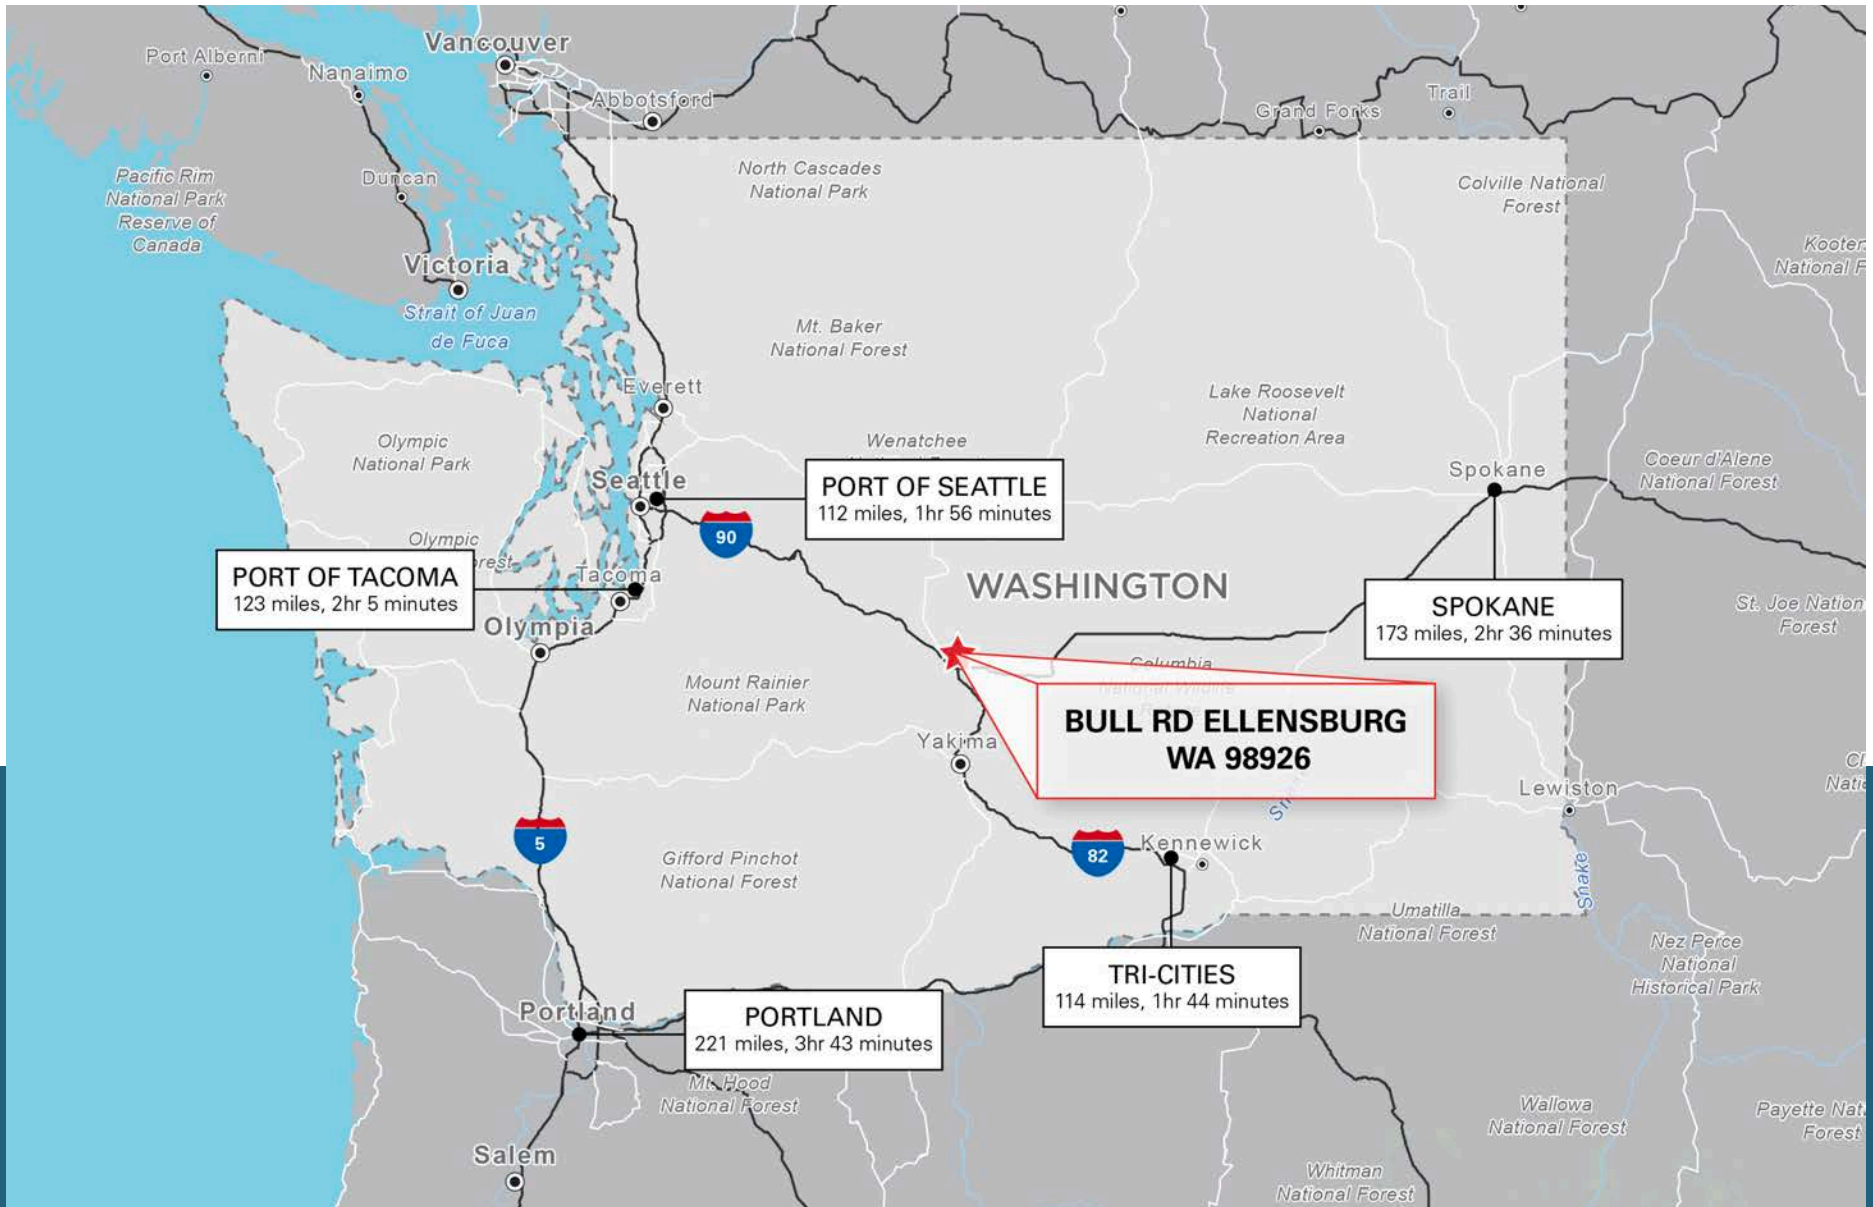 Vancouver
Port Alberni
Nanaimo
Abbotsford
Trail
Grand Forks
Pacific Rim
National Park
Reserve of
Canada
Duncan
North Cascades
National Park
Colville National
Forest
Victoria
Strait of Juan
de Fuca
Kooten
National F
Mt. Baker
National Forest
Everett
Lake Roosevelt
National
Recreation Area
Olympic
National Park
Wenatchee
Seattle
PORT OF SEATTLE
112 miles, 1hr 56 minutes
Spokane
Coeur d'Alene
National Forest
90
Olympic
rest
PORT OF TACOMA
123 miles, 2hr 5 minutes
Tacoma
WASHINGTON
SPOKANE
173 miles, 2hr 36 minutes
St. Joe Nation
Forest
Olympia
Columbia
National Wildlife
Mount Rainier
National Park
BULL RD ELLENSBURG
WA 98926
Yakima
Cl
Natio
Lewiston
5
82
Kennewick
Gifford Pinchot
National Forest
Snake
Umatilla
National Forest
Nez Perce
National
Historical Park
TRI-CITIES
114 miles, 1hr 44 minutes
Portland
PORTLAND
221 miles, 3hr 43 minutes
Mt. Hood
National Forest
Wallowa
National Forest
Payette Nat
Forest
Salem
Whitman
National Forest